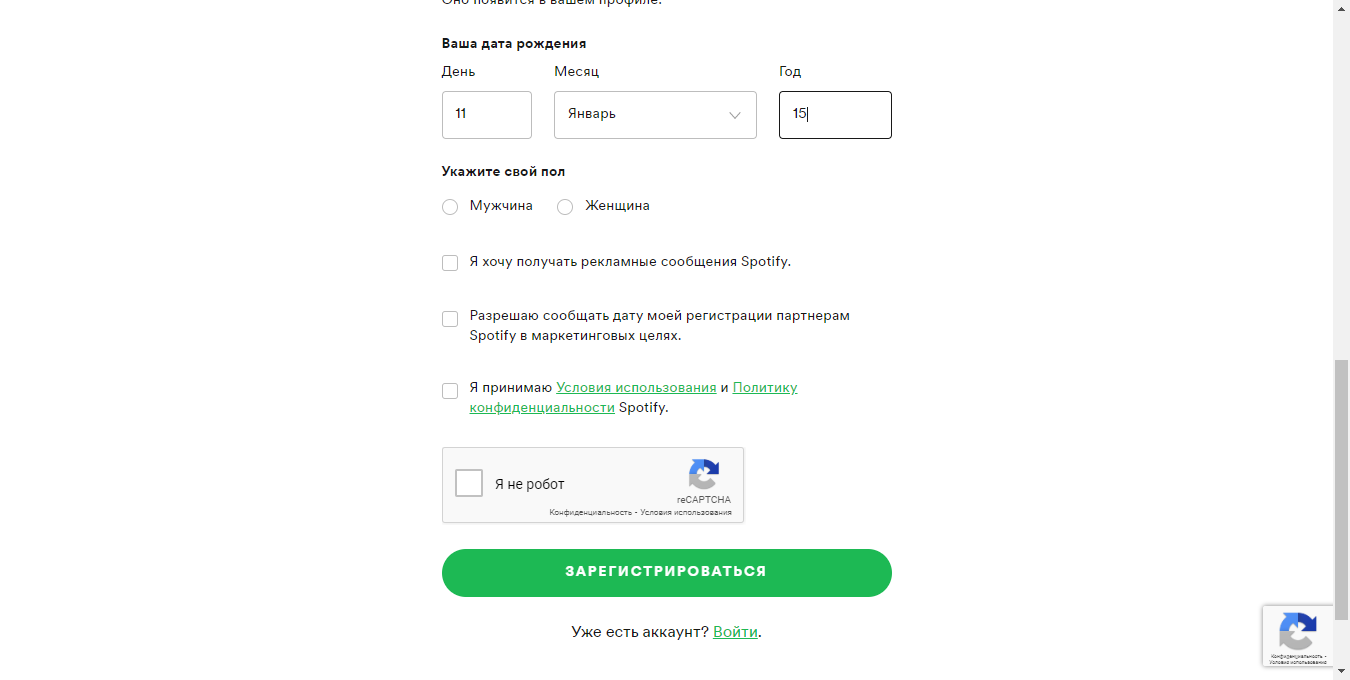 Оно появится в вашем профиле.
Ваша дата рождения
День Месяц Год
11 Январь 15
Укажите свой пол
Мужчина Женщина
Я хочу получать рекламные сообщения Spotify.
Разрешаю сообщать дату моей регистрации партнерам
Spotify в маркетинговых целях.
Я принимаю Условия использования и Политику
конфиденциальности Spotify.
Я не робот
reCAPTCHA
Конфиденциальность - Условия использования
ЗАРЕГИСТРИРОВАТЬСЯ
Уже есть аккаунт? Войти.
Конфиденциальность -
Условия использования